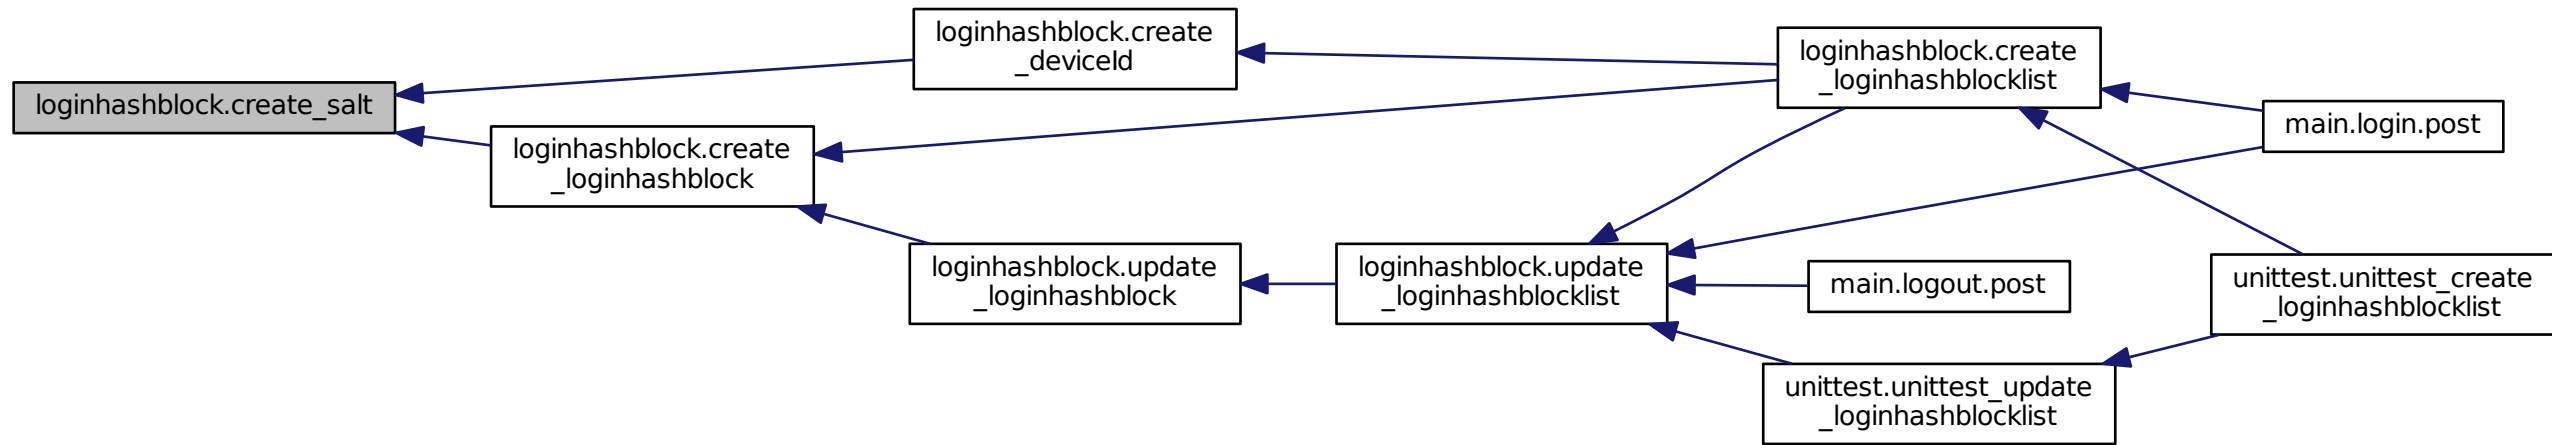 loginhashblock.create_salt
loginhashblock.create
_deviceId
loginhashblock.create
_loginhashblock
loginhashblock.update
_loginhashblock
loginhashblock.update
_loginhashblocklist
loginhashblock.create
_loginhashblocklist
main.login.post
main.logout.post
unittest.unittest_create
_loginhashblocklist
unittest.unittest_update
_loginhashblocklist